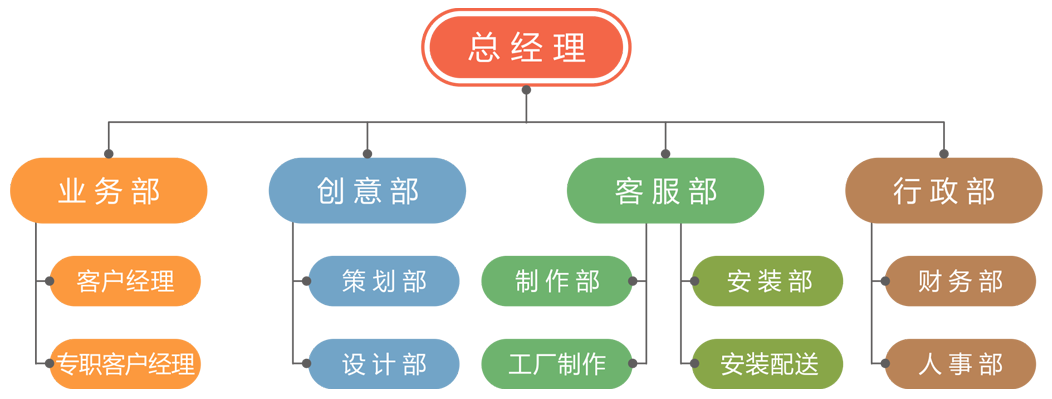 总经理
业务部
创意部
客服部
行政部
客户经理
策划部
制作部
安装部
财务部
专职客户经理
设计部
工厂制作
安装配送
人事部